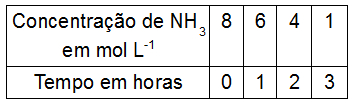 Concentração de NH₃ em mol L⁻¹ 8 6 4 1
Tempo em horas 0 1 2 3